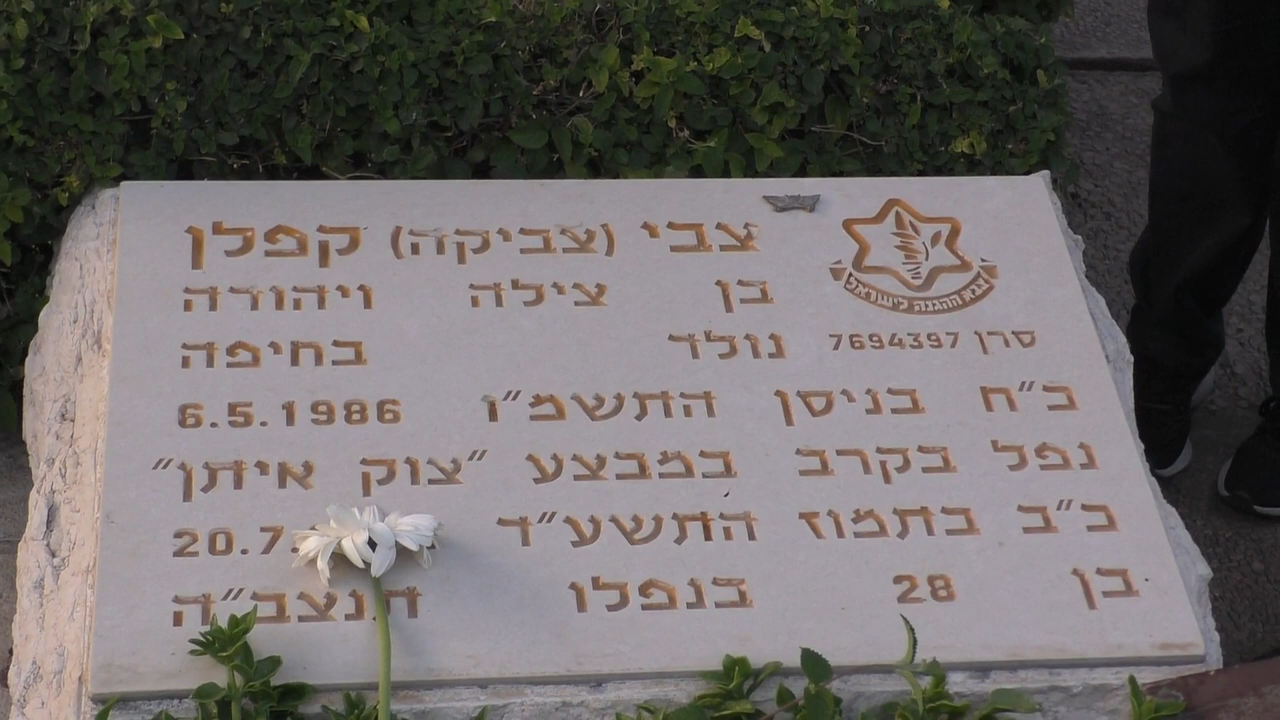 צבי (צביקה) קפלן
צבא ההגנה לישראל
סרן 7694397
בן צילה ויהודה
נולד בחיפה
כ"ח בניסן התשמ"ו 6.5.1986
נפל בקרב במבצע "צוק איתן"
כ"ב בתמוז התשע"ד 20.7.
בן 28 בנפלו תנצב"ה